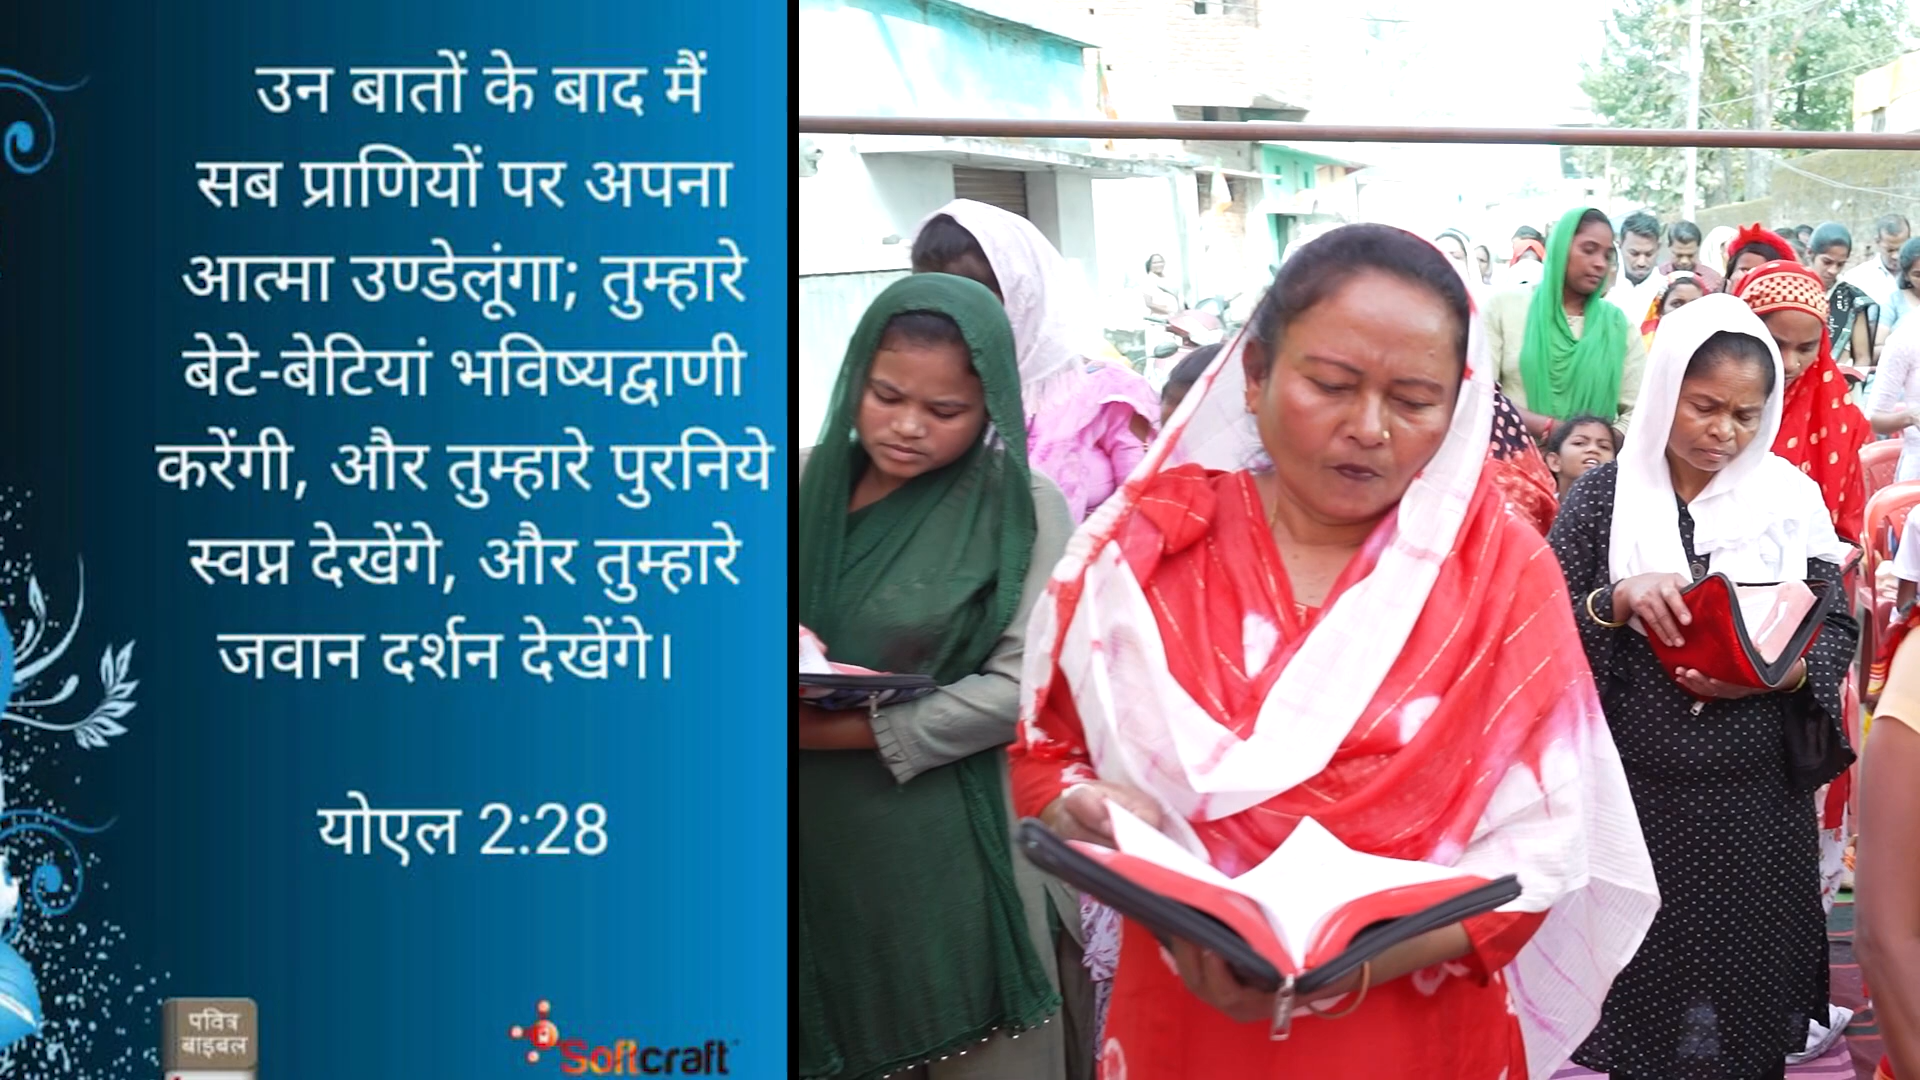 उन बातों के बाद मैं
सब प्राणियों पर अपना
आत्मा उण्डेलूंगा; तुम्हारे
बेटे-बेटियां भविष्यद्वाणी
करेंगी, और तुम्हारे पुरनिये
स्वप्न देखेंगे, और तुम्हारे
जवान दर्शन देखेंगे।
योएल 2:28
पवित्र
बाइबल
Softcraft